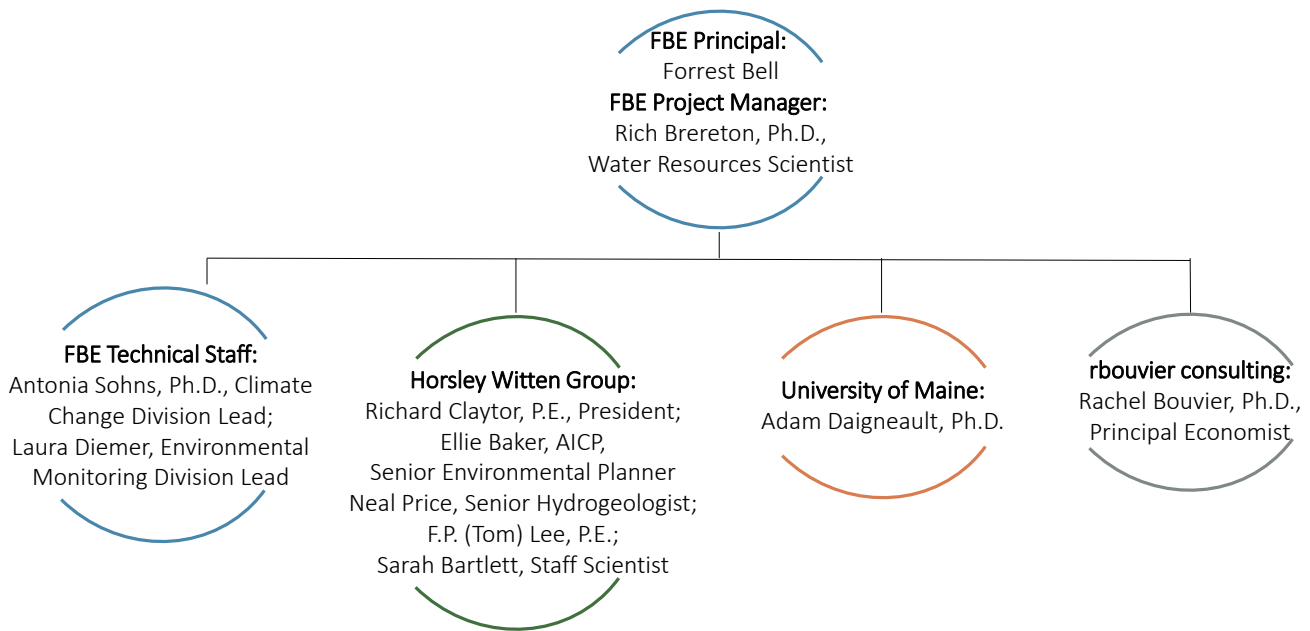 FBE Principal:
Forrest Bell
FBE Project Manager:
Rich Brereton, Ph.D.,
Water Resources Scientist
FBE Technical Staff:
Antonia Sohns, Ph.D., Climate
Change Division Lead;
Laura Diemer, Environmental
Monitoring Division Lead
Horsley Witten Group:
Richard Claytor, P.E., President;
Ellie Baker, AICP,
Senior Environmental Planner
Neal Price, Senior Hydrogeologist;
F.P. (Tom) Lee, P.E.;
Sarah Bartlett, Staff Scientist
University of Maine:
Adam Daigneault, Ph.D.
rbouvier consulting:
Rachel Bouvier, Ph.D.,
Principal Economist